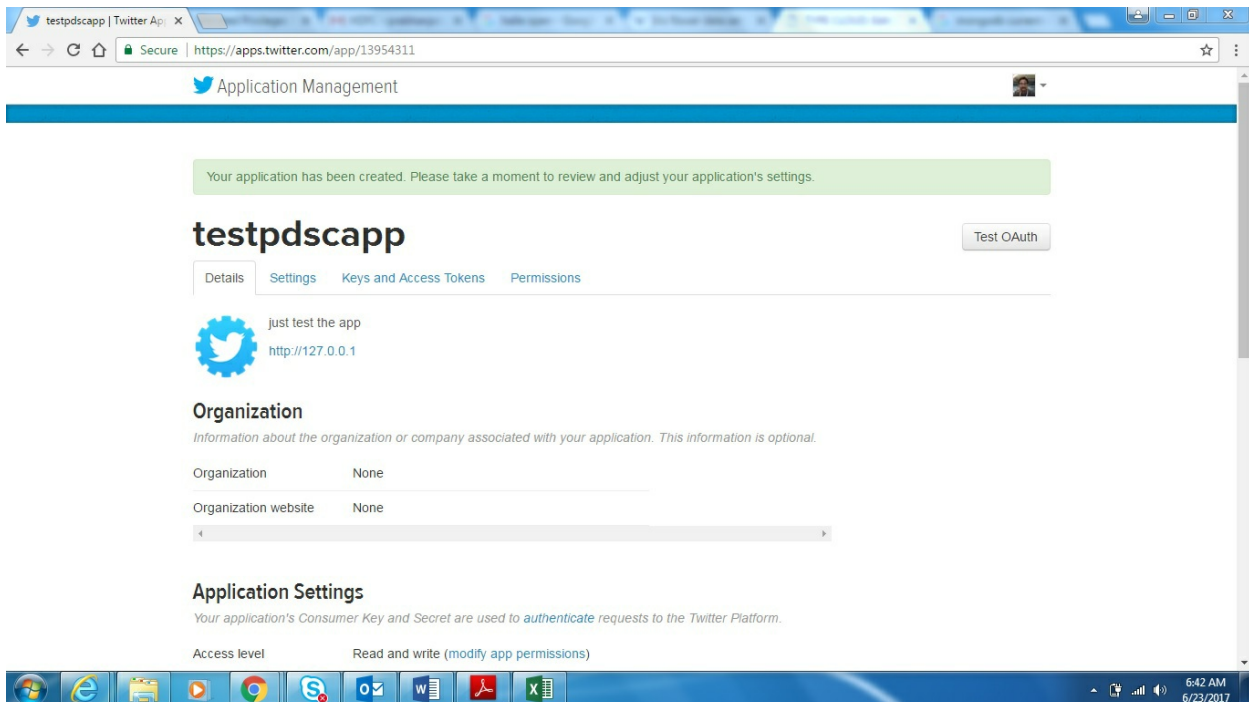 testpdscapp | Twitter Ap
Secure https://apps.twitter.com/app/13954311
Application Management
Your application has been created. Please take a moment to review and adjust your application's settings.
testpdscapp
Test OAuth
Details Settings Keys and Access Tokens Permissions
just test the app
http://127.0.0.1
Organization
Information about the organization or company associated with your application. This information is optional.
Organization None
Organization website None
Application Settings
Your application's Consumer Key and Secret are used to authenticate requests to the Twitter Platform.
Access level Read and write (modify app permissions)
6:42 AM
6/23/2017